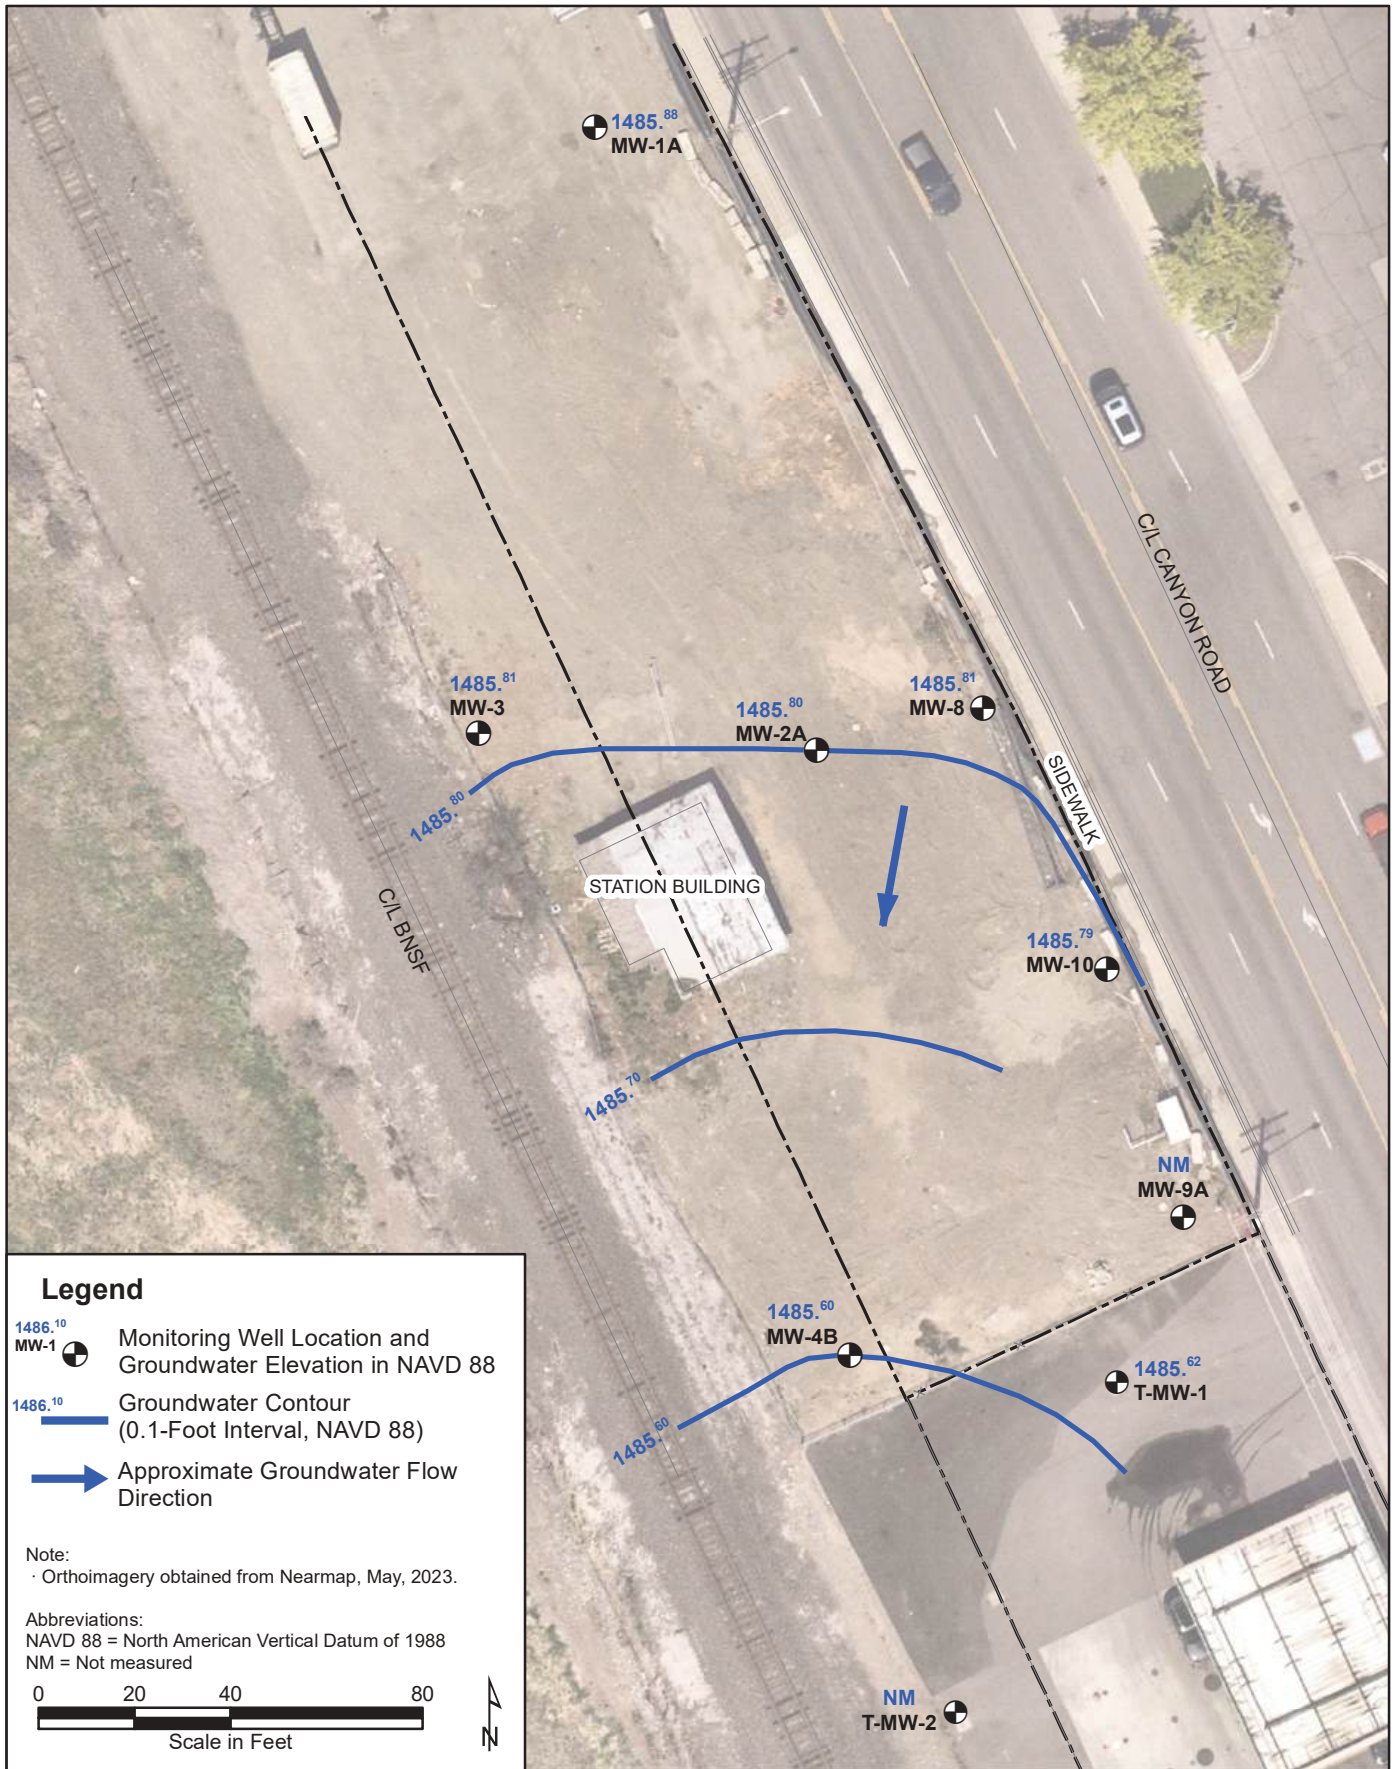 1485.88
MW-1A
C/L CANYON ROAD
1485.81
MW-3
1485.80
MW-2A
1485.81
MW-8
SIDEWALK
1485.80
STATION BUILDING
C/L BNSF
1485.79
MW-10
1485.70
NM
MW-9A
1485.60
MW-4B
1485.62
T-MW-1
1485.60
NM
T-MW-2
Legend
1486.10
MW-1
Monitoring Well Location and
Groundwater Elevation in NAVD 88
1486.10
Groundwater Contour
(0.1-Foot Interval, NAVD 88)
Approximate Groundwater Flow
Direction
Note:
· Orthoimagery obtained from Nearmap, May, 2023.
Abbreviations:
NAVD 88 = North American Vertical Datum of 1988
NM = Not measured
0 20 40 80
Scale in Feet
N